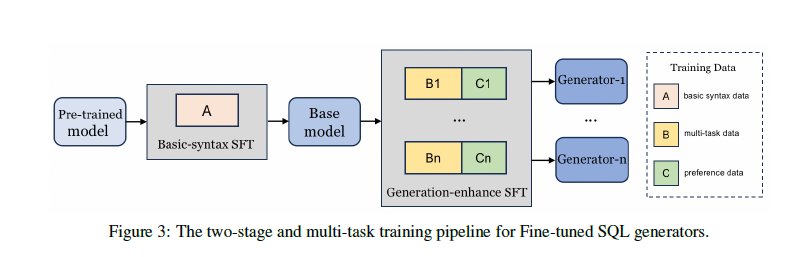 Pre-trained
model
A
Basic-syntax SFT
Base
model
B1 C1
...
Bn Cn
Generation-enhance SFT
Generator-1
...
Generator-n
Training Data
A basic syntax data
B multi-task data
C preference data
Figure 3: The two-stage and multi-task training pipeline for Fine-tuned SQL generators.